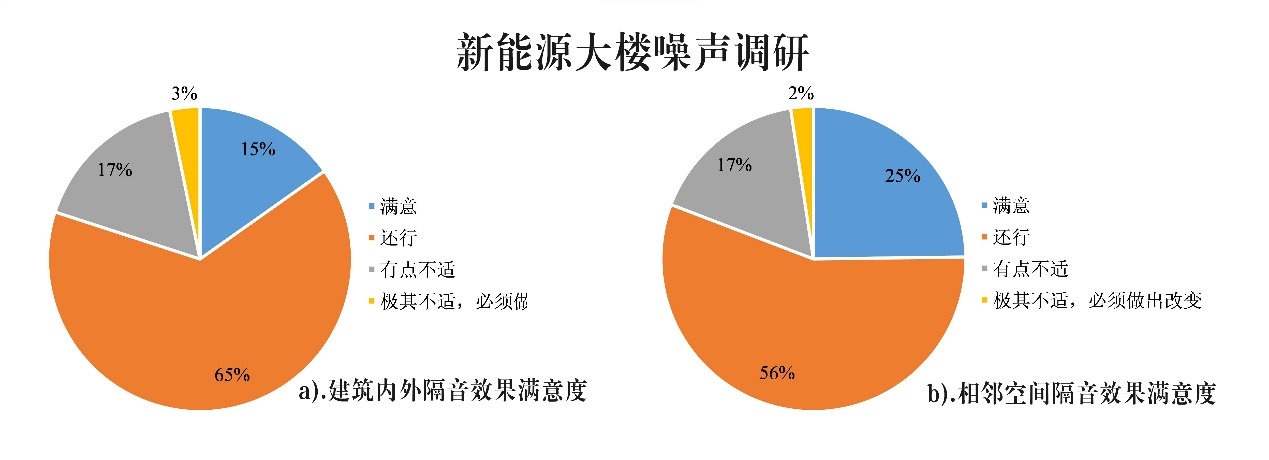 新能源大楼噪声调研
3%
15%
17%
65%
满意
还行
有点不适
极其不适，必须做
a).建筑内外隔音效果满意度
2%
25%
17%
56%
满意
还行
有点不适
极其不适，必须做出改变
b).相邻空间隔音效果满意度